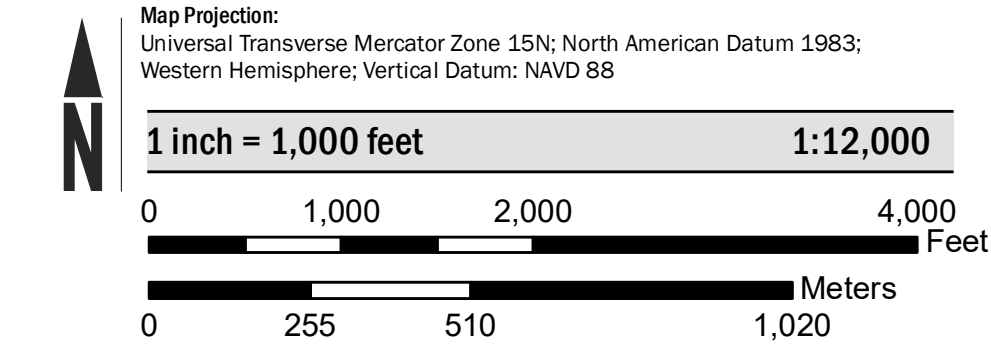 Map Projection:
Universal Transverse Mercator Zone 15N; North American Datum 1983;
Western Hemisphere; Vertical Datum: NAVD 88
N
1 inch = 1,000 feet 1:12,000
0 1,000 2,000 4,000
Feet
Meters
0 255 510 1,020